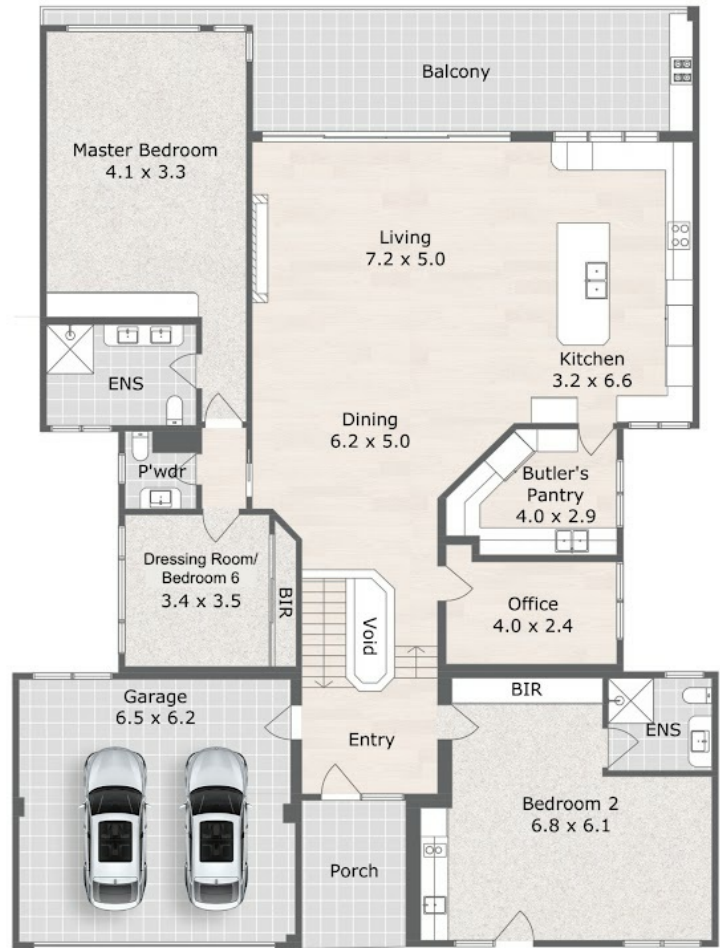 Balcony
Master Bedroom
4.1 x 3.3
Living
7.2 x 5.0
Kitchen
3.2 x 6.6
ENS
Dining
6.2 x 5.0
P'wdr
Butler's
Pantry
4.0 x 2.9
Dressing Room/
Bedroom 6
3.4 x 3.5
BIR
Void
Office
4.0 x 2.4
Garage
6.5 x 6.2
BIR
ENS
Entry
Bedroom 2
6.8 x 6.1
Porch